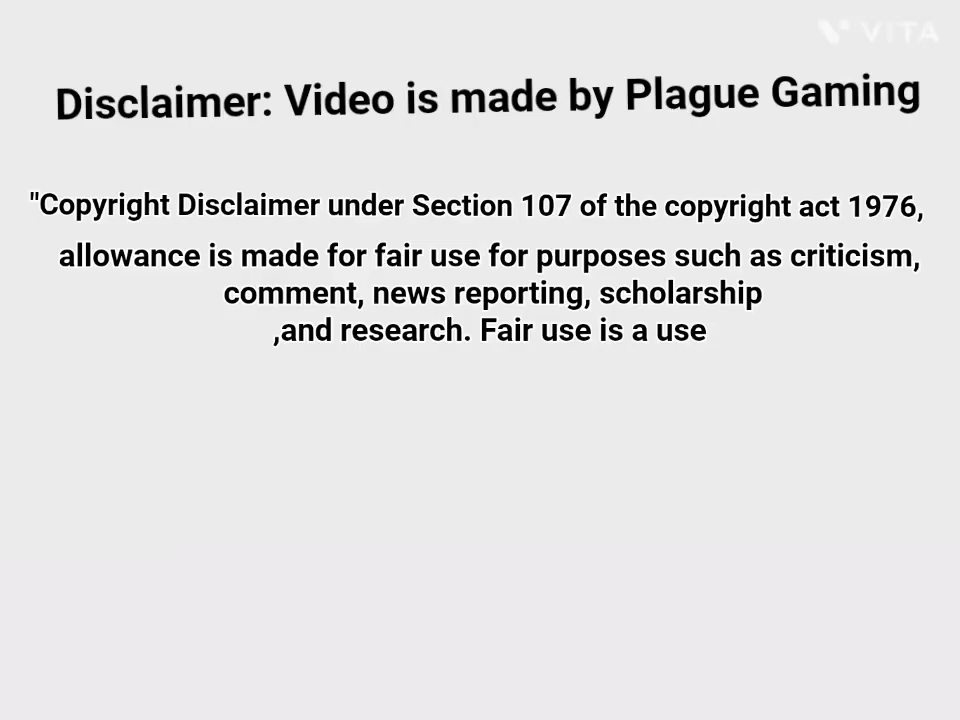 VITA
Disclaimer: Video is made by Plague Gaming
"Copyright Disclaimer under Section 107 of the copyright act 1976,
allowance is made for fair use for purposes such as criticism,
comment, news reporting, scholarship
,and research. Fair use is a use